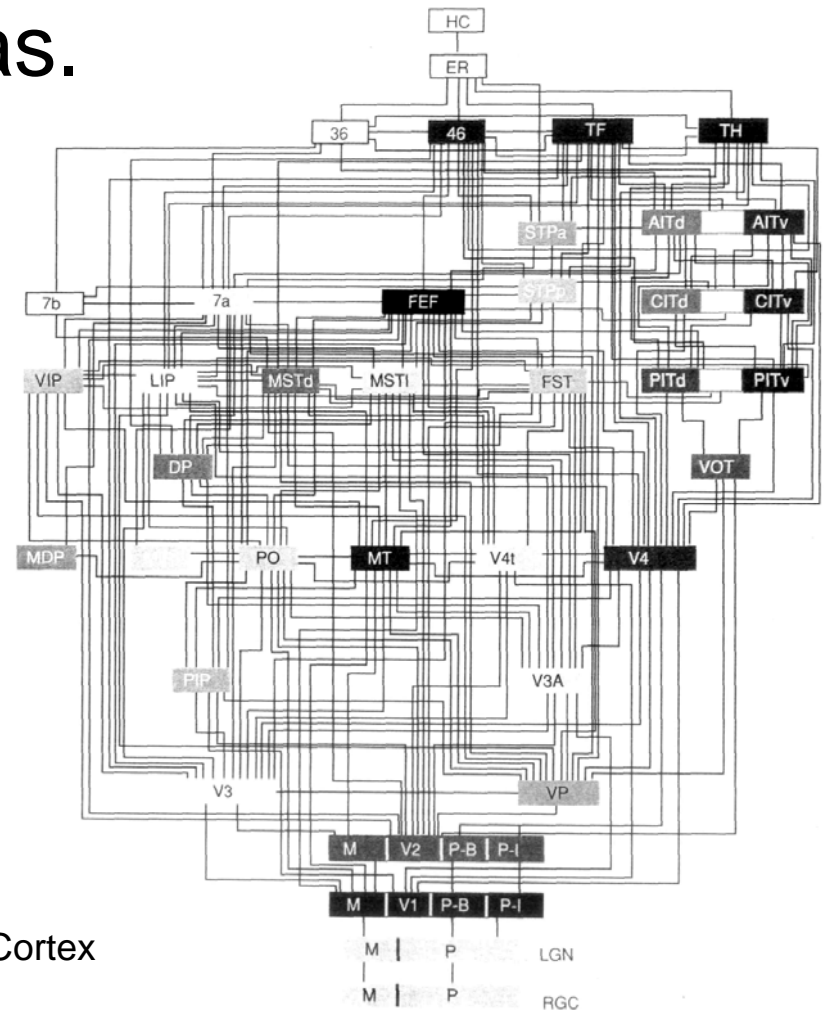 as.
HC
ER
36 46 TF TH
STPa AITd AITv
7b 7a FEF STPp CITd CITv
VIP LIP MSTd MSTl FST PITd PITv
DP VOT
MDP PO MT V4t V4
PIP V3A
V3 VP
M V2 P-B P-I
M V1 P-B P-I
Cortex
M P LGN
M P RGC